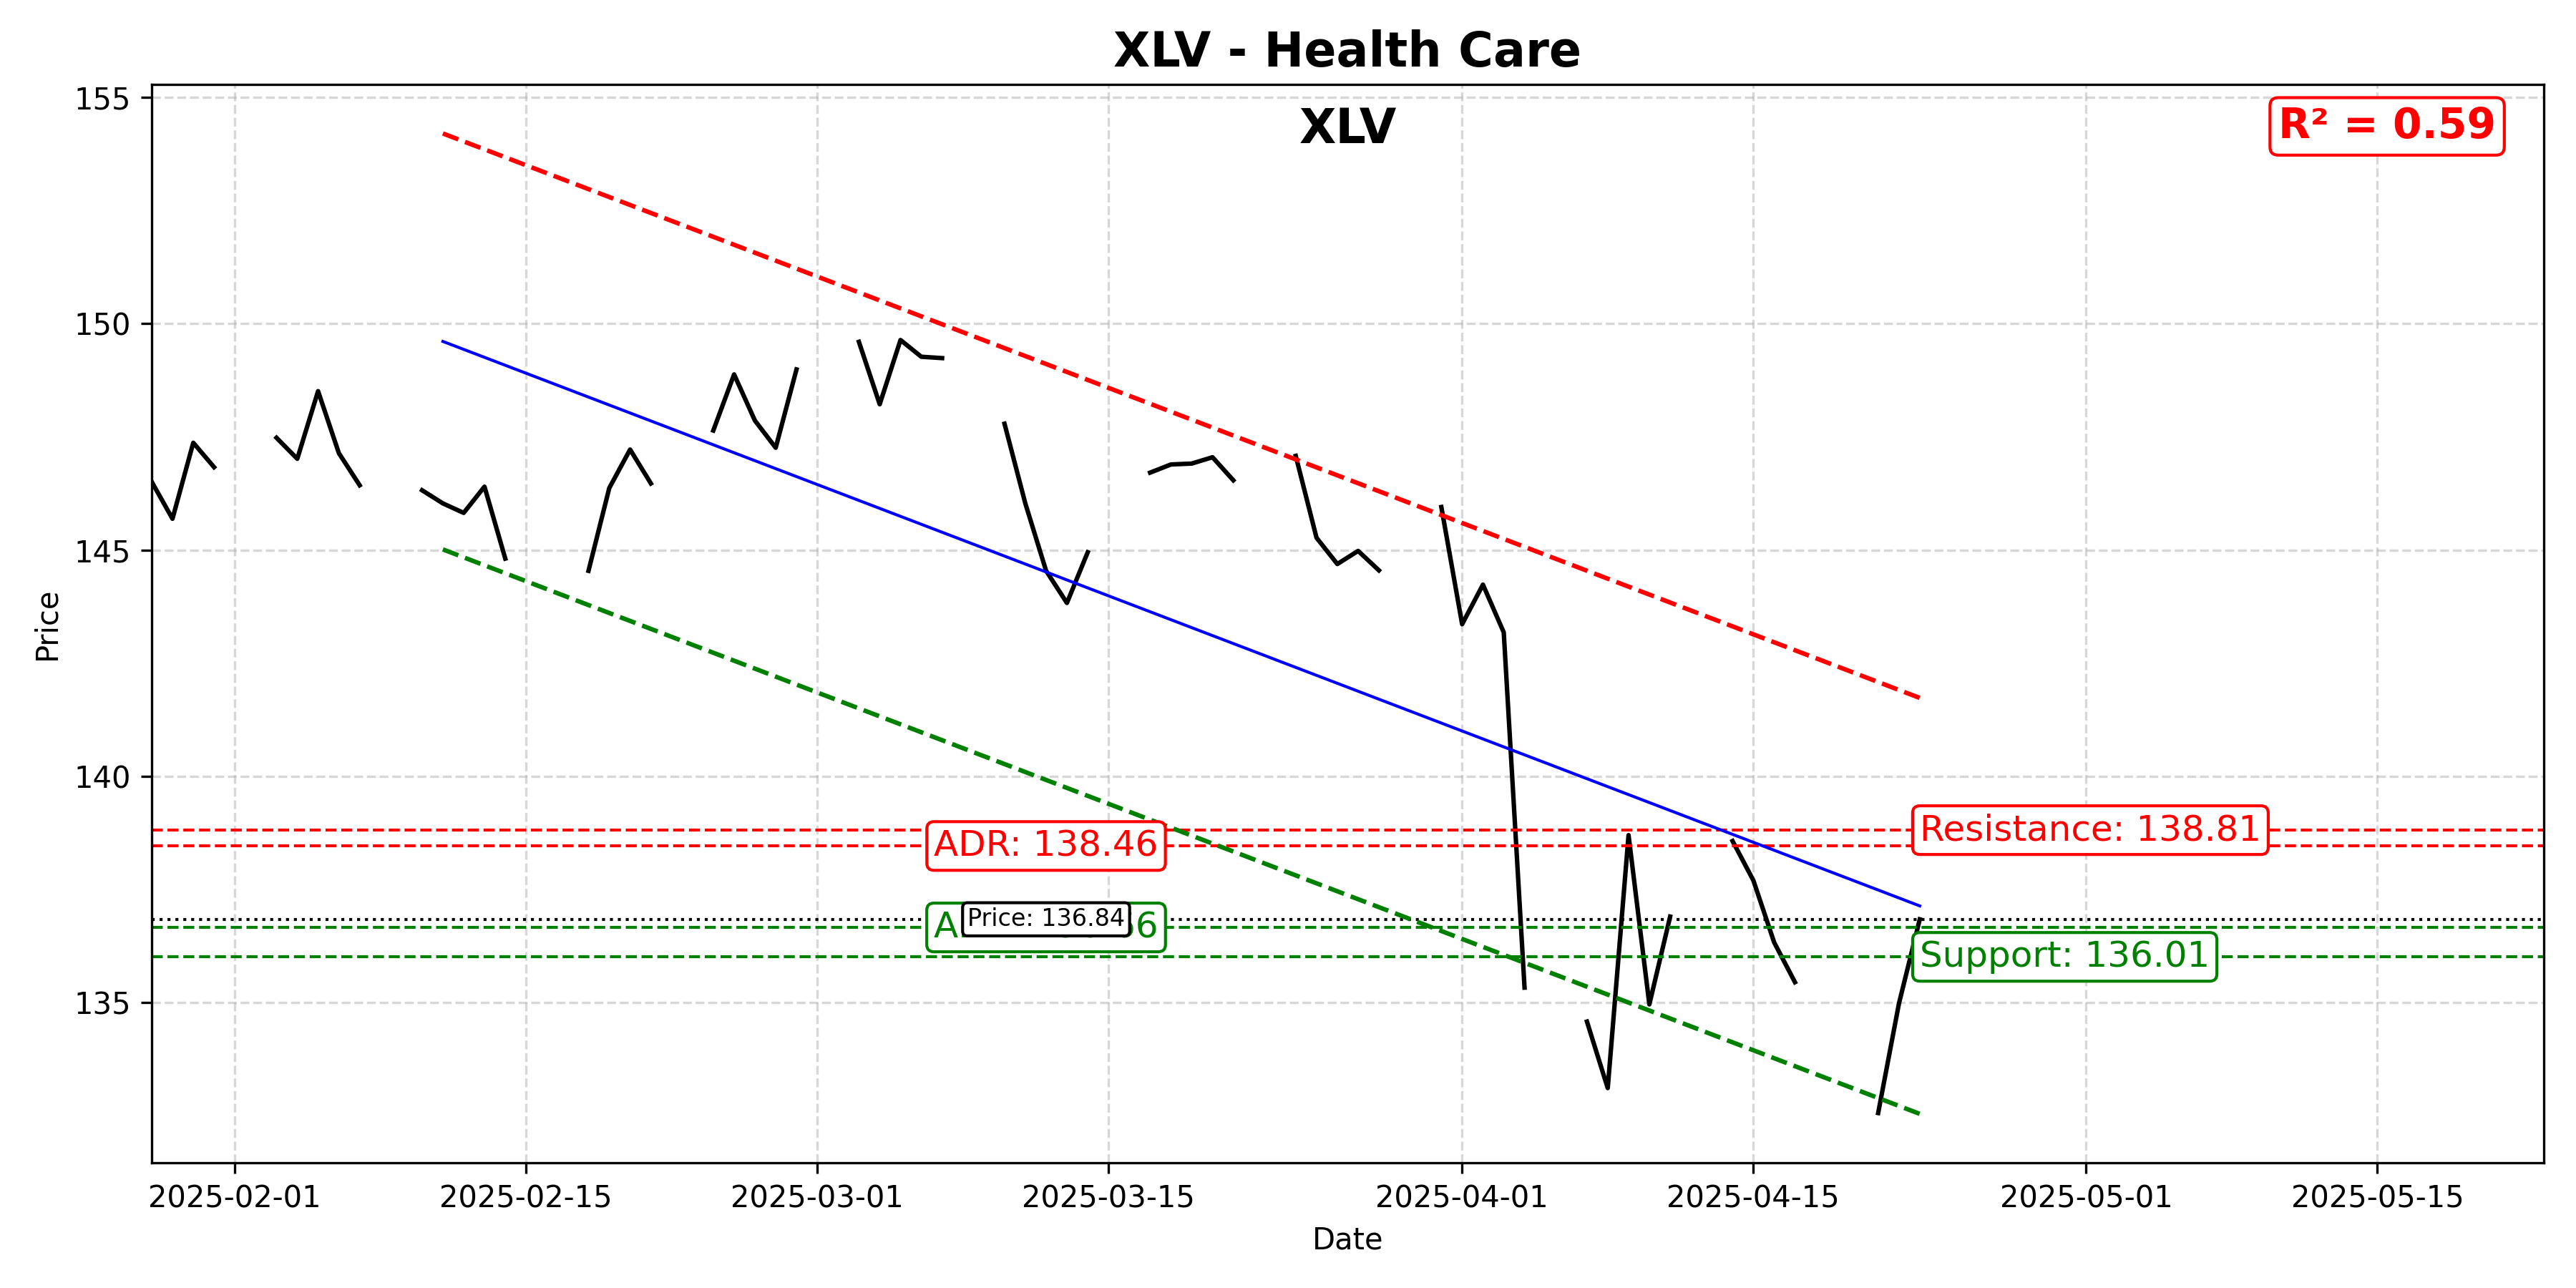 XLV - Health Care
XLV
R² = 0.59
155
150
145
140
135
Price
ADR: 138.46
Resistance: 138.81
Price: 136.84
Support: 136.01
2025-02-01
2025-02-15
2025-03-01
2025-03-15
2025-04-01
2025-04-15
2025-05-01
2025-05-15
Date